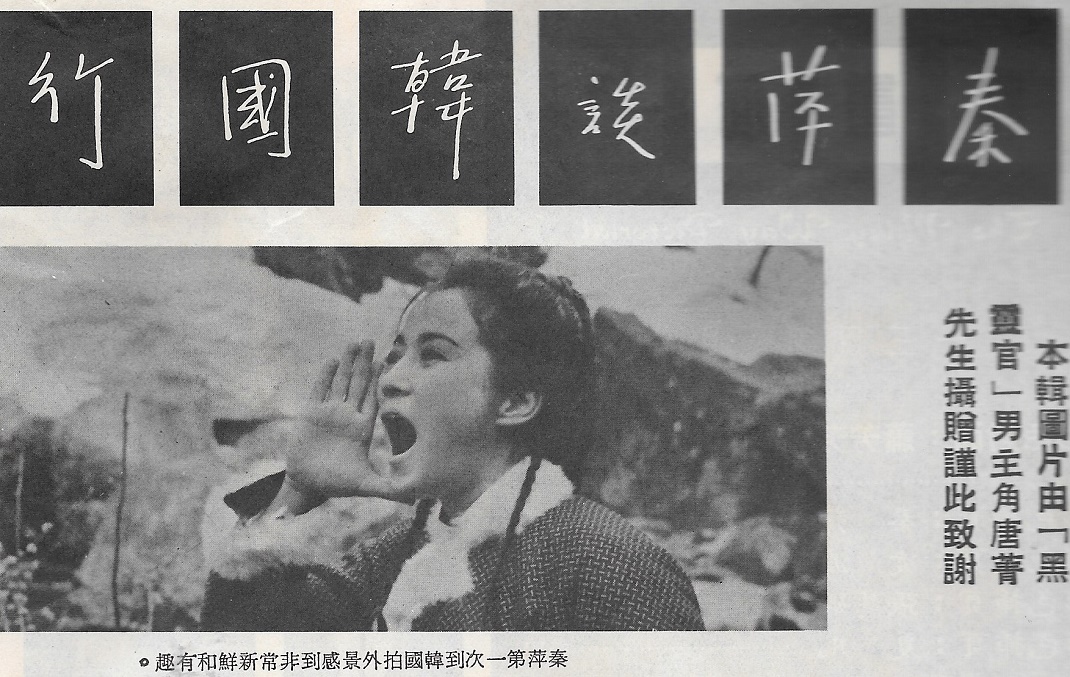 秦萍談韓國行
本輯圖片由「黑
靈官」男主角唐菁
先生攝贈謹此致謝
秦萍第一次到韓國拍外景感到非常新鮮和有趣。